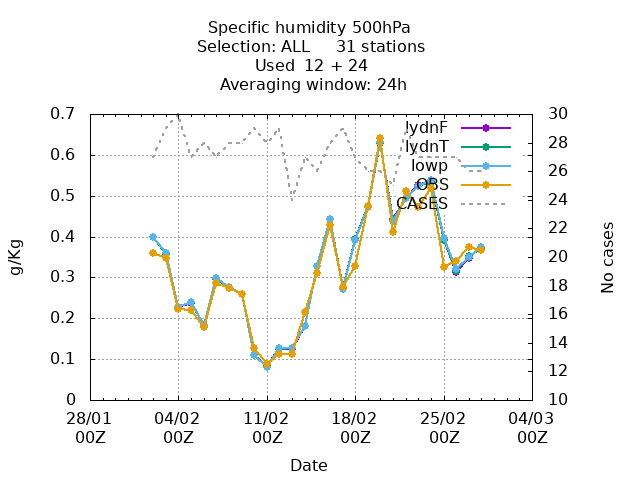 Specific humidity 500hPa
Selection: ALL     31 stations
Used  12 + 24
Averaging window: 24h
0.7
0.6
0.5
0.4
0.3
0.2
0.1
0
g/Kg
30
28
26
24
22
20
18
16
14
12
10
No cases
lydnF
lydnT
lowp
OBS
CASES
28/01 04/02 11/02 18/02 25/02 04/03
00Z 00Z 00Z 00Z 00Z 00Z
Date